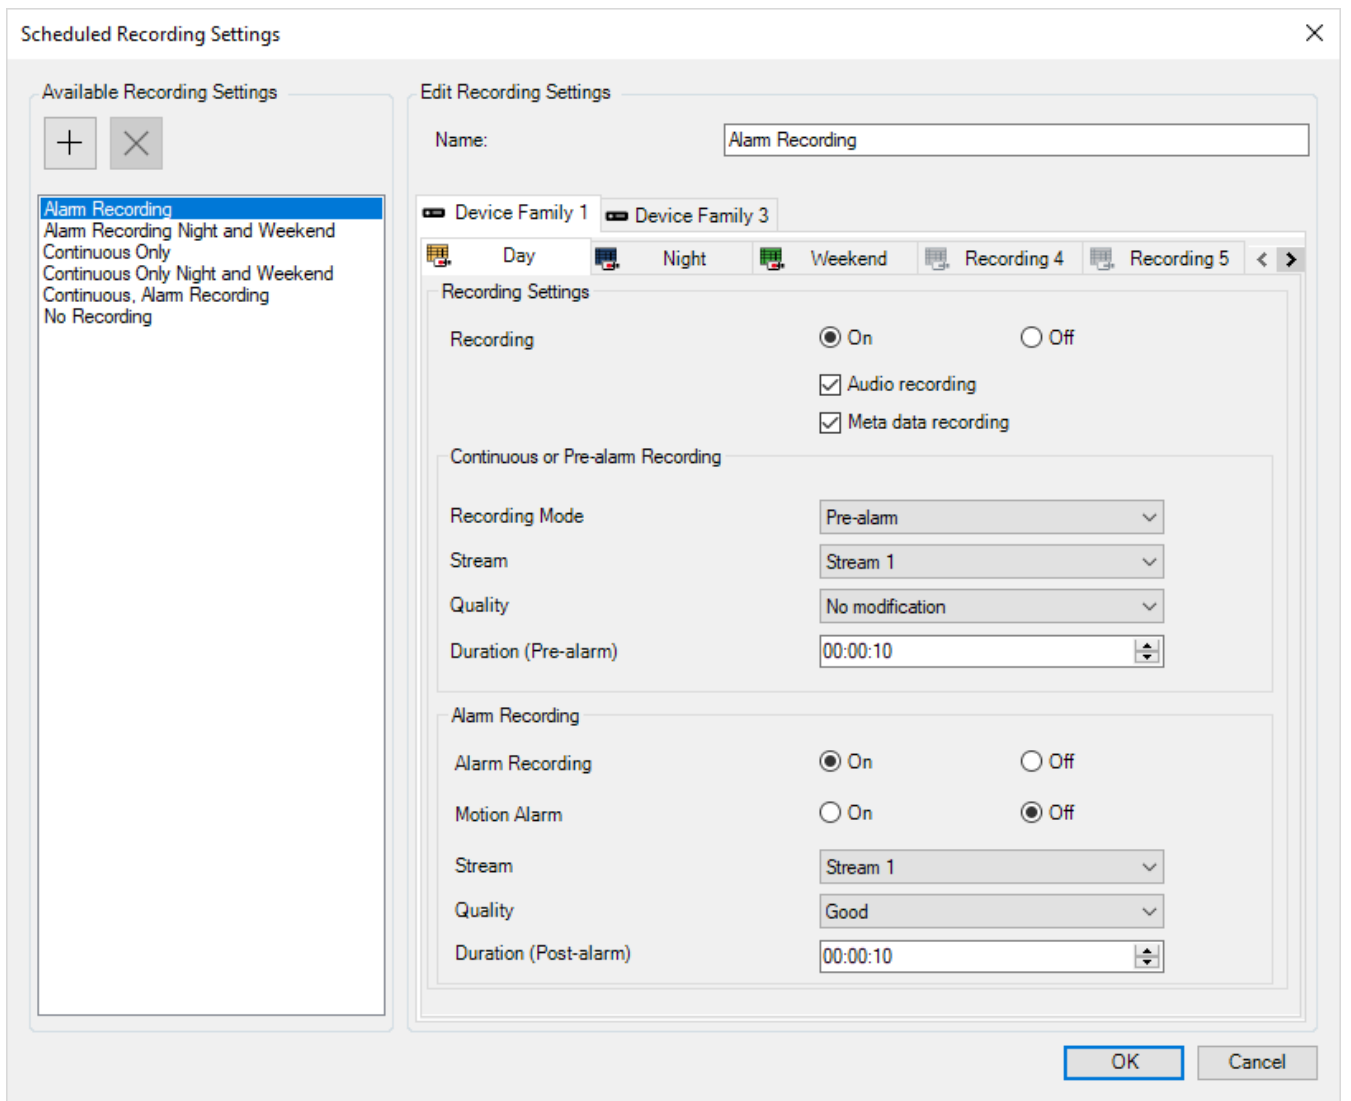 Scheduled Recording Settings
Available Recording Settings
Alarm Recording
Alarm Recording Night and Weekend
Continuous Only
Continuous Only Night and Weekend
Continuous, Alarm Recording
No Recording
Edit Recording Settings
Name: Alarm Recording
Device Family 1 Device Family 3
Day Night Weekend Recording 4 Recording 5
Recording Settings
Recording On Off
Audio recording
Meta data recording
Continuous or Pre-alarm Recording
Recording Mode Pre-alarm
Stream Stream 1
Quality No modification
Duration (Pre-alarm) 00:00:10
Alarm Recording
Alarm Recording On Off
Motion Alarm On Off
Stream Stream 1
Quality Good
Duration (Post-alarm) 00:00:10
OK Cancel